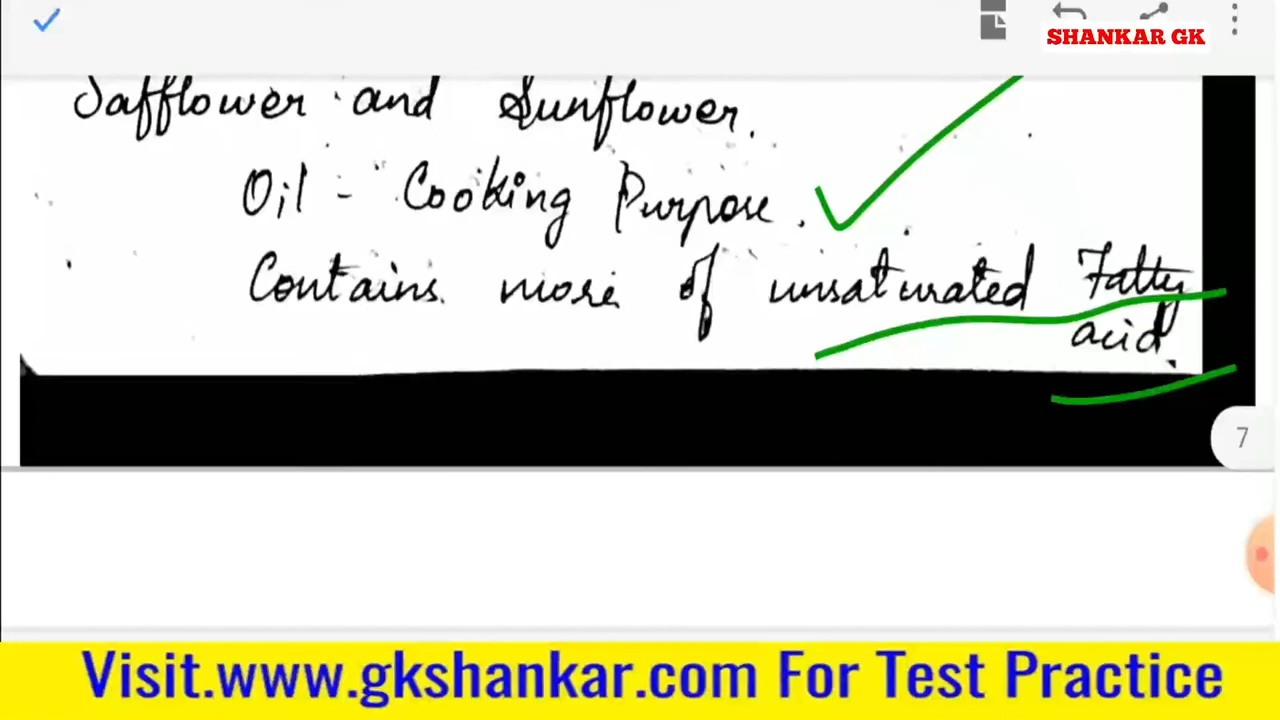 SHANKAR GK
Safflower and Sunflower.
Oil - Cooking Purpose.
Contains more of unsaturated Fatty
acid.
7
Visit.www.gkshankar.com For Test Practice